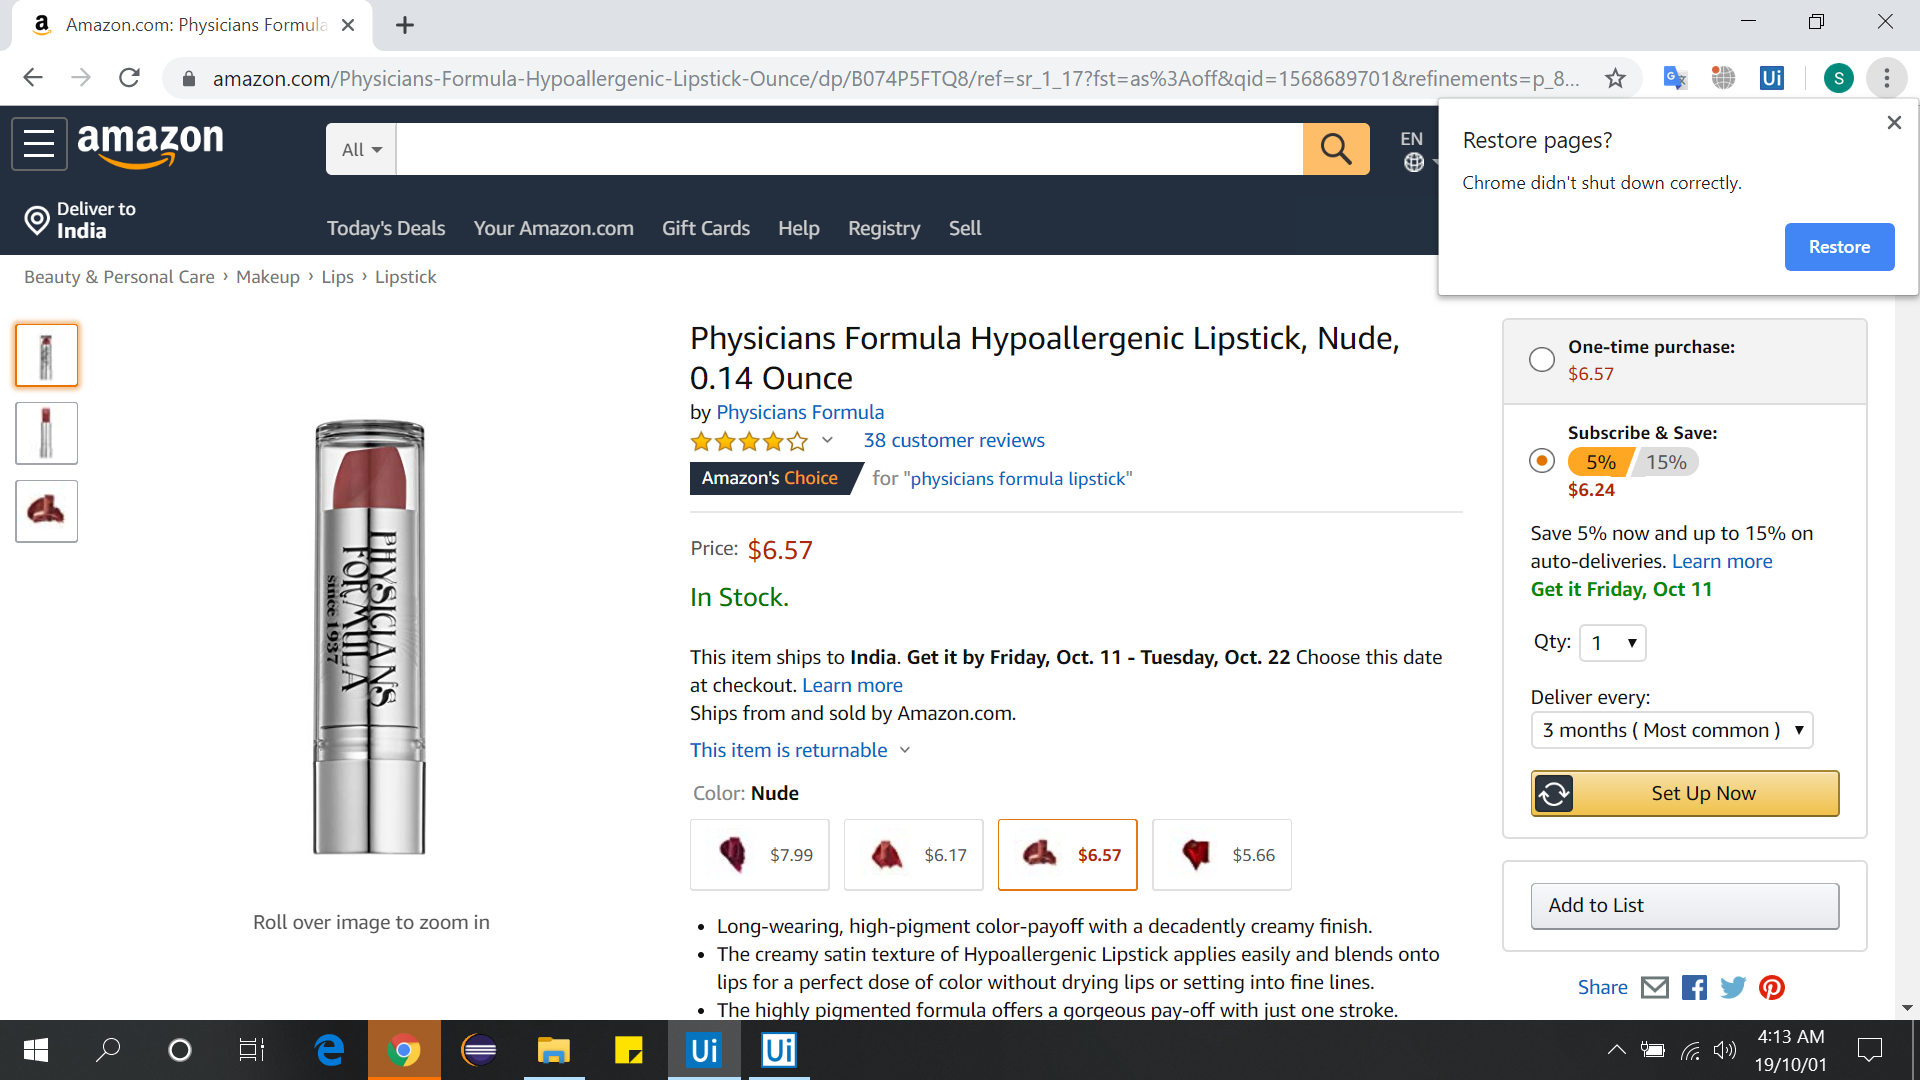 Amazon.com: Physicians Formula
amazon.com/Physicians-Formula-Hypoallergenic-Lipstick-Ounce/dp/B074P5FTQ8/ref=sr_1_17?fst=as%3Aoff&qid=1568689701&refinements=p_8...
Ui
S
Restore pages?
Chrome didn't shut down correctly.
Restore
amazon
All
EN
Deliver to
India
Today's Deals Your Amazon.com Gift Cards Help Registry Sell
Beauty & Personal Care › Makeup › Lips › Lipstick
PHYSICIANS
FORMULA
since 1937
Roll over image to zoom in
Physicians Formula Hypoallergenic Lipstick, Nude,
0.14 Ounce
by Physicians Formula
38 customer reviews
Amazon's Choice for "physicians formula lipstick"
Price: $6.57
In Stock.
This item ships to India. Get it by Friday, Oct. 11 - Tuesday, Oct. 22 Choose this date
at checkout. Learn more
Ships from and sold by Amazon.com.
This item is returnable
Color: Nude
$7.99 $6.17 $6.57 $5.66
• Long-wearing, high-pigment color-payoff with a decadently creamy finish.
• The creamy satin texture of Hypoallergenic Lipstick applies easily and blends onto
lips for a perfect dose of color without drying lips or setting into fine lines.
• The highly pigmented formula offers a gorgeous pay-off with just one stroke.
One-time purchase:
$6.57
Subscribe & Save:
5% 15%
$6.24
Save 5% now and up to 15% on
auto-deliveries. Learn more
Get it Friday, Oct 11
Qty: 1
Deliver every:
3 months ( Most common )
Set Up Now
Add to List
Share
Ui
Ui
4:13 AM
19/10/01